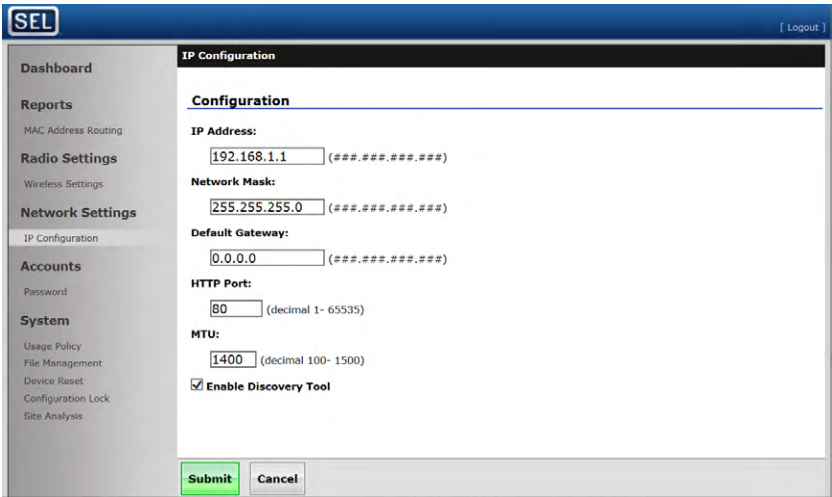 SEL
[ Logout ]
Dashboard
Reports
MAC Address Routing
Radio Settings
Wireless Settings
Network Settings
IP Configuration
Accounts
Password
System
Usage Policy
File Management
Device Reset
Configuration Lock
Site Analysis
IP Configuration
Configuration
IP Address:
192.168.1.1 (###.###.###.###)
Network Mask:
255.255.255.0 (###.###.###.###)
Default Gateway:
0.0.0.0 (###.###.###.###)
HTTP Port:
80 (decimal 1- 65535)
MTU:
1400 (decimal 100- 1500)
Enable Discovery Tool
Submit Cancel